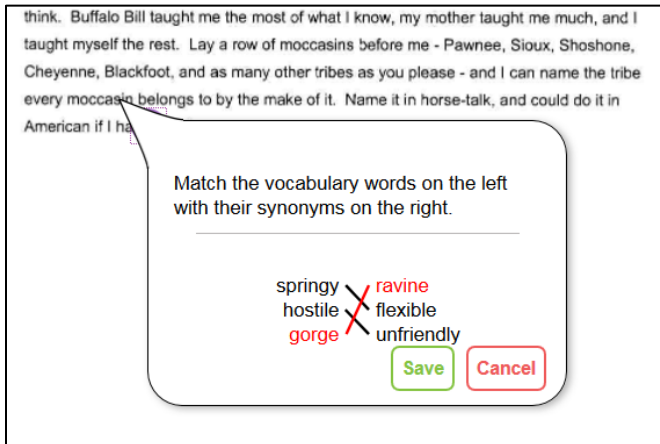 think. Buffalo Bill taught me the most of what I know, my mother taught me much, and I
taught myself the rest. Lay a row of moccasins before me - Pawnee, Sioux, Shoshone,
Cheyenne, Blackfoot, and as many other tribes as you please - and I can name the tribe
every moccasin belongs to by the make of it. Name it in horse-talk, and could do it in
American if I
Match the vocabulary words on the left
with their synonyms on the right.
springy ravine
hostile flexible
gorge unfriendly
Save Cancel